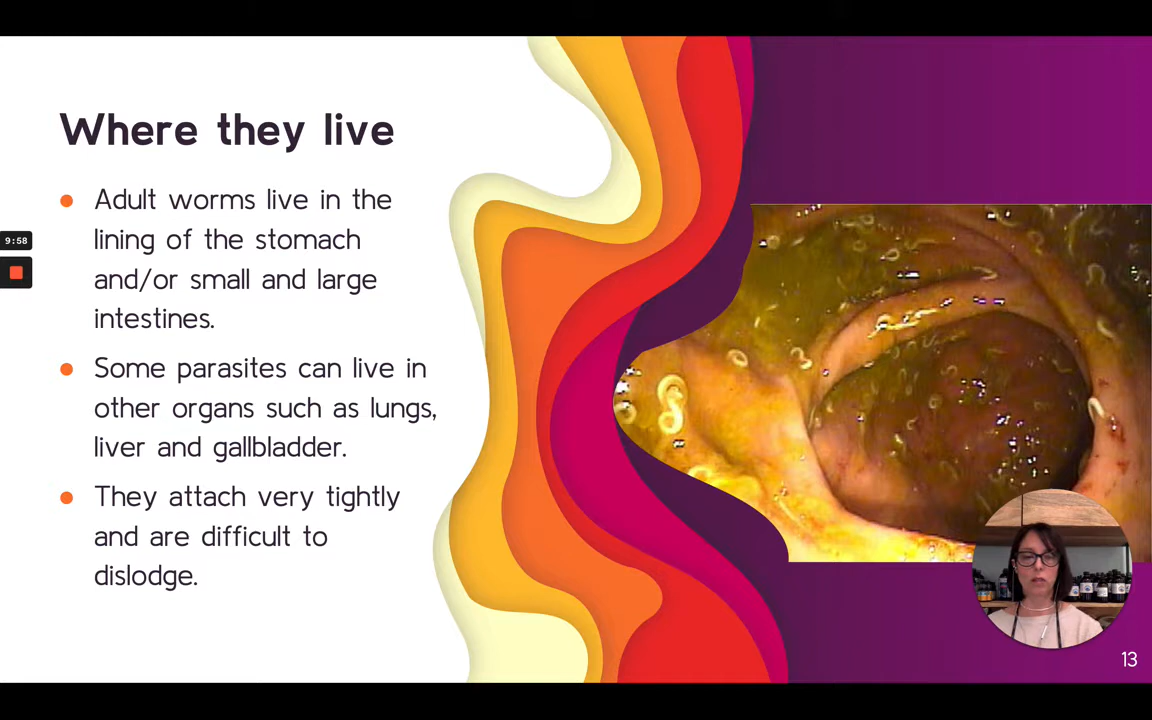 Where they live
Adult worms live in the
lining of the stomach
and/or small and large
intestines.
Some parasites can live in
other organs such as lungs,
liver and gallbladder.
They attach very tightly
and are difficult to
dislodge.
9:58
13